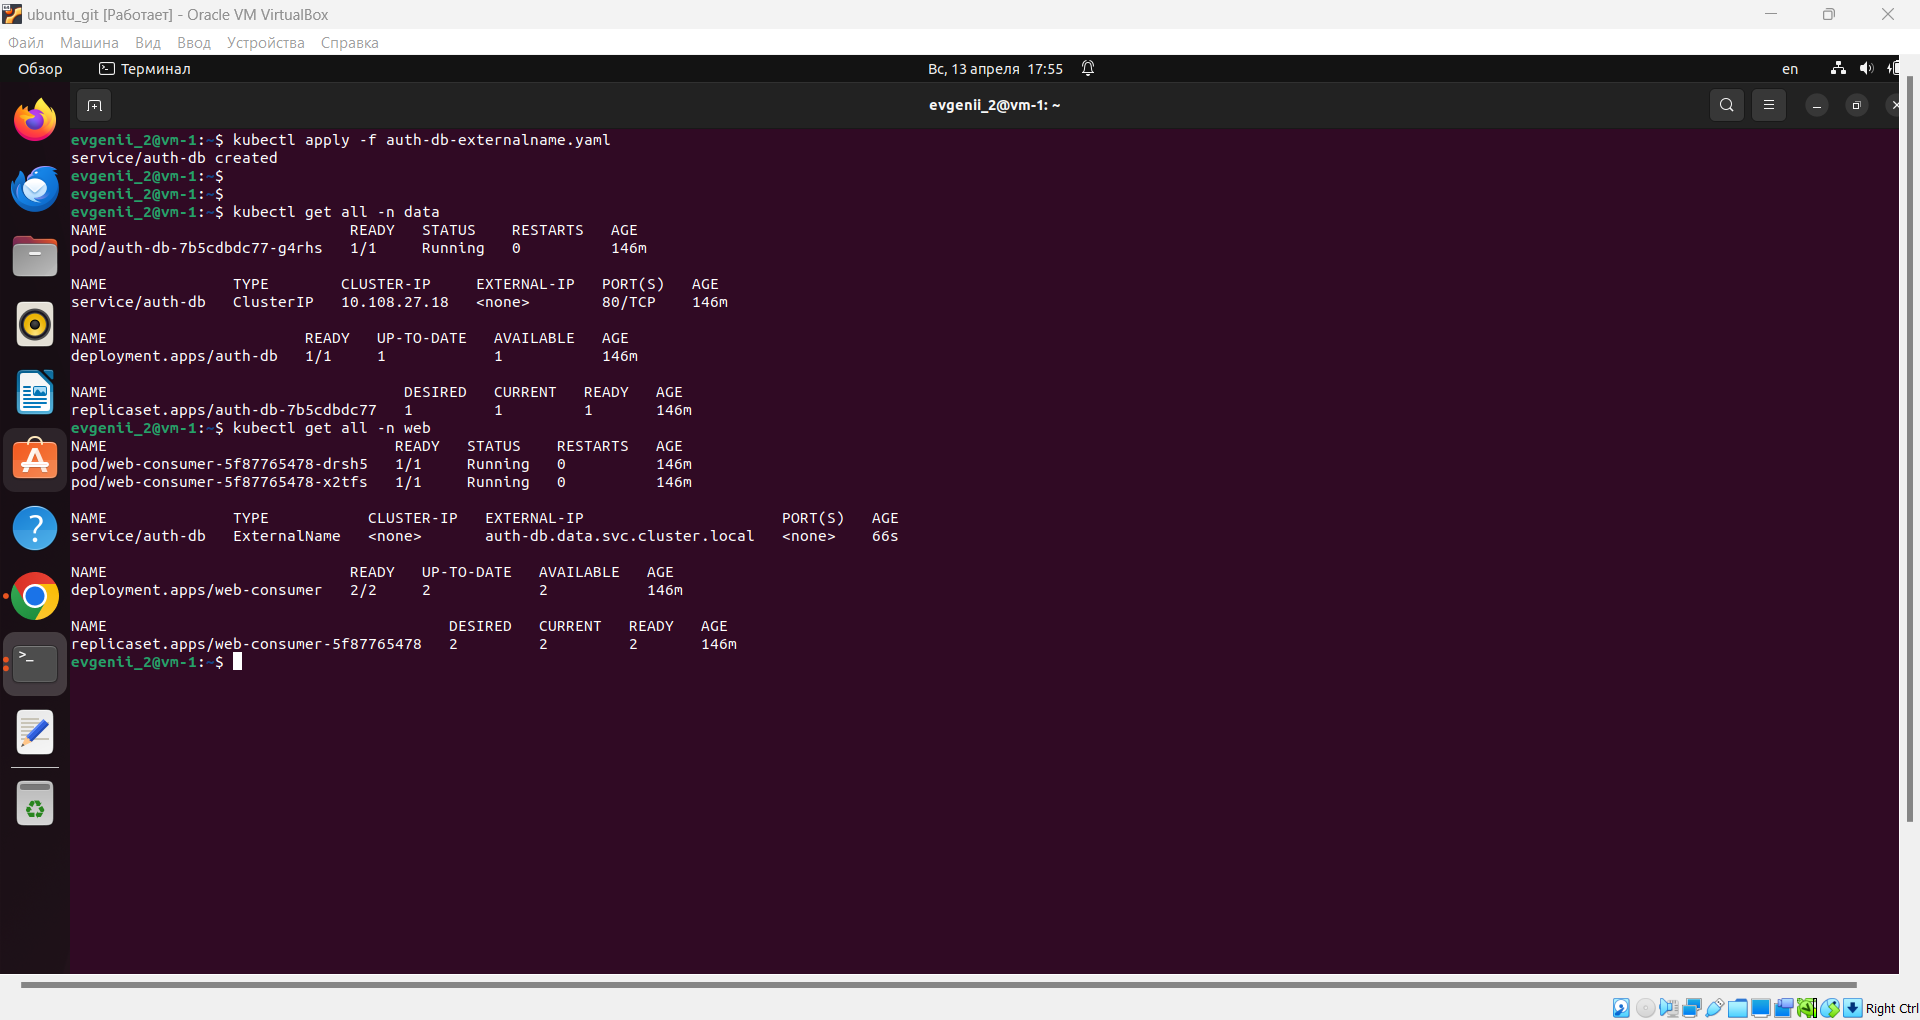 ubuntu_git [Работает] - Oracle VM VirtualBox
Файл Машина Вид Ввод Устройства Справка
Обзор Терминал Вс, 13 апреля 17:55 en
evgenii_2@vm-1: ~
evgenii_2@vm-1:~$ kubectl apply -f auth-db-externalname.yaml
service/auth-db created
evgenii_2@vm-1:~$
evgenii_2@vm-1:~$
evgenii_2@vm-1:~$ kubectl get all -n data
NAME READY STATUS RESTARTS AGE
pod/auth-db-7b5cdbdc77-g4rhs 1/1 Running 0 146m
NAME TYPE CLUSTER-IP EXTERNAL-IP PORT(S) AGE
service/auth-db ClusterIP 10.108.27.18 <none> 80/TCP 146m
NAME READY UP-TO-DATE AVAILABLE AGE
deployment.apps/auth-db 1/1 1 1 146m
NAME DESIRED CURRENT READY AGE
replicaset.apps/auth-db-7b5cdbdc77 1 1 1 146m
evgenii_2@vm-1:~$ kubectl get all -n web
NAME READY STATUS RESTARTS AGE
pod/web-consumer-5f87765478-drsh5 1/1 Running 0 146m
pod/web-consumer-5f87765478-x2tfs 1/1 Running 0 146m
NAME TYPE CLUSTER-IP EXTERNAL-IP PORT(S) AGE
service/auth-db ExternalName <none> auth-db.data.svc.cluster.local <none> 66s
NAME READY UP-TO-DATE AVAILABLE AGE
deployment.apps/web-consumer 2/2 2 2 146m
NAME DESIRED CURRENT READY AGE
replicaset.apps/web-consumer-5f87765478 2 2 2 146m
evgenii_2@vm-1:~$
Right Ctrl